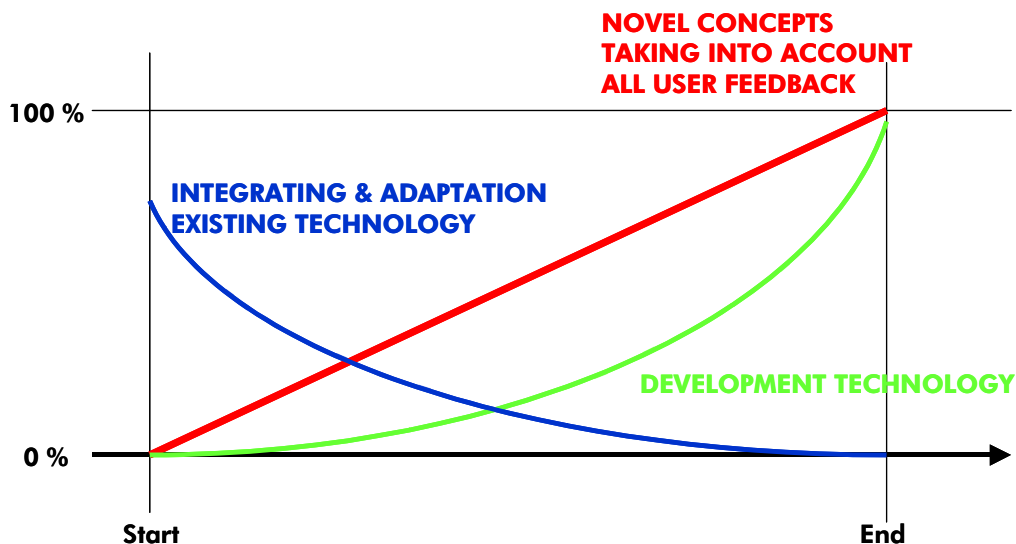 NOVEL CONCEPTS
TAKING INTO ACCOUNT
ALL USER FEEDBACK
100 %
INTEGRATING & ADAPTATION
EXISTING TECHNOLOGY
DEVELOPMENT TECHNOLOGY
0 %
Start
End